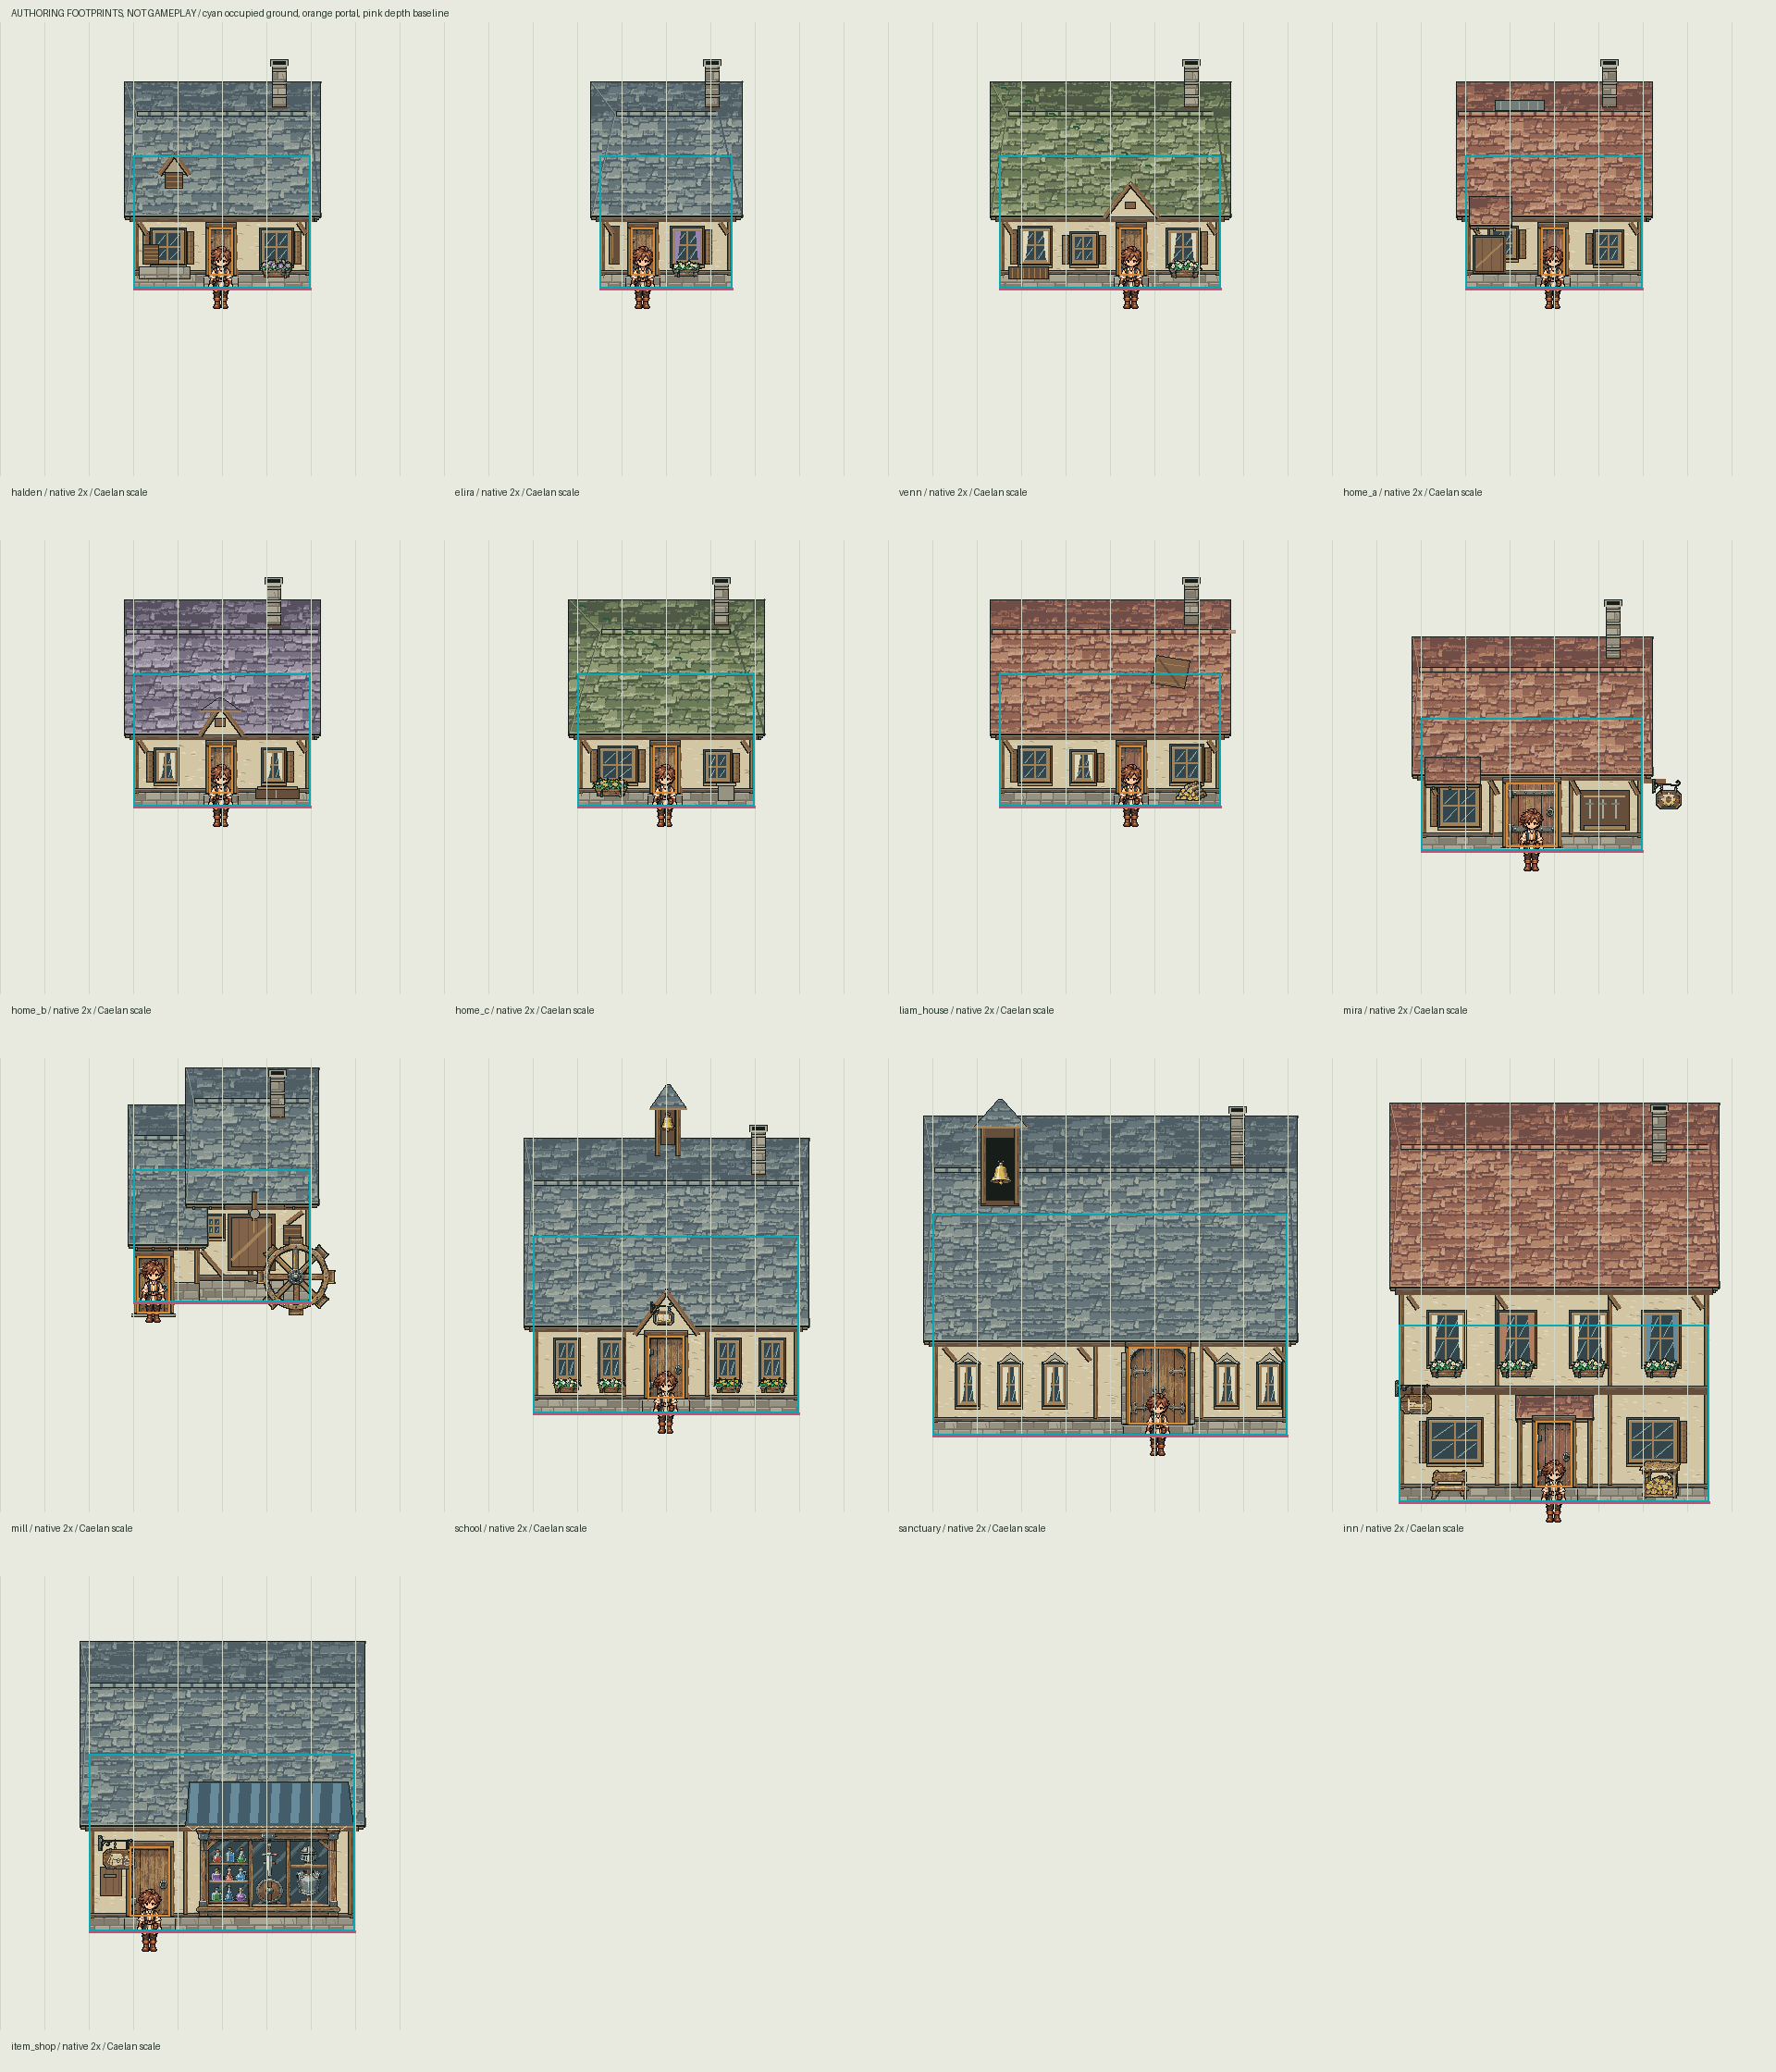 AUTHORING FOOTPRINTS, NOT GAMEPLAY / cyan occupied ground, orange portal, pink depth baseline
halden / native 2x / Caelan scale
elira / native 2x / Caelan scale
venn / native 2x / Caelan scale
home_a / native 2x / Caelan scale
home_b / native 2x / Caelan scale
home_c / native 2x / Caelan scale
liam_house / native 2x / Caelan scale
mira / native 2x / Caelan scale
mill / native 2x / Caelan scale
school / native 2x / Caelan scale
sanctuary / native 2x / Caelan scale
inn / native 2x / Caelan scale
item_shop / native 2x / Caelan scale